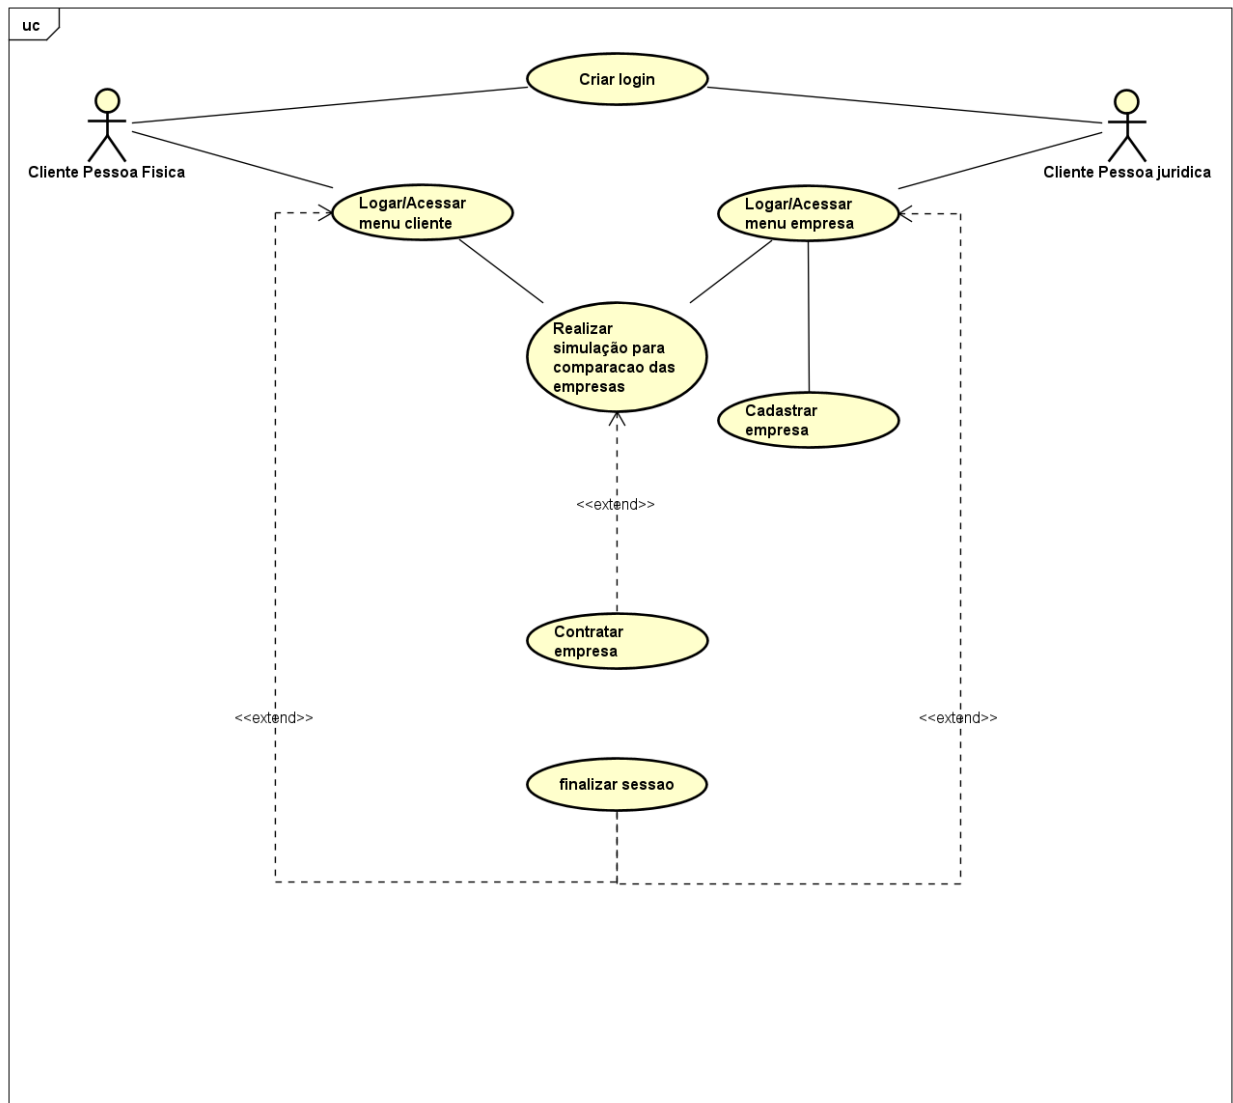 uc
Criar login
Cliente Pessoa Fisica
Cliente Pessoa juridica
Logar/Acessar
menu cliente
Logar/Acessar
menu empresa
Realizar
simulação para
comparacao das
empresas
Cadastrar
empresa
<<extend>>
Contratar
empresa
<<extend>>
<<extend>>
finalizar sessao